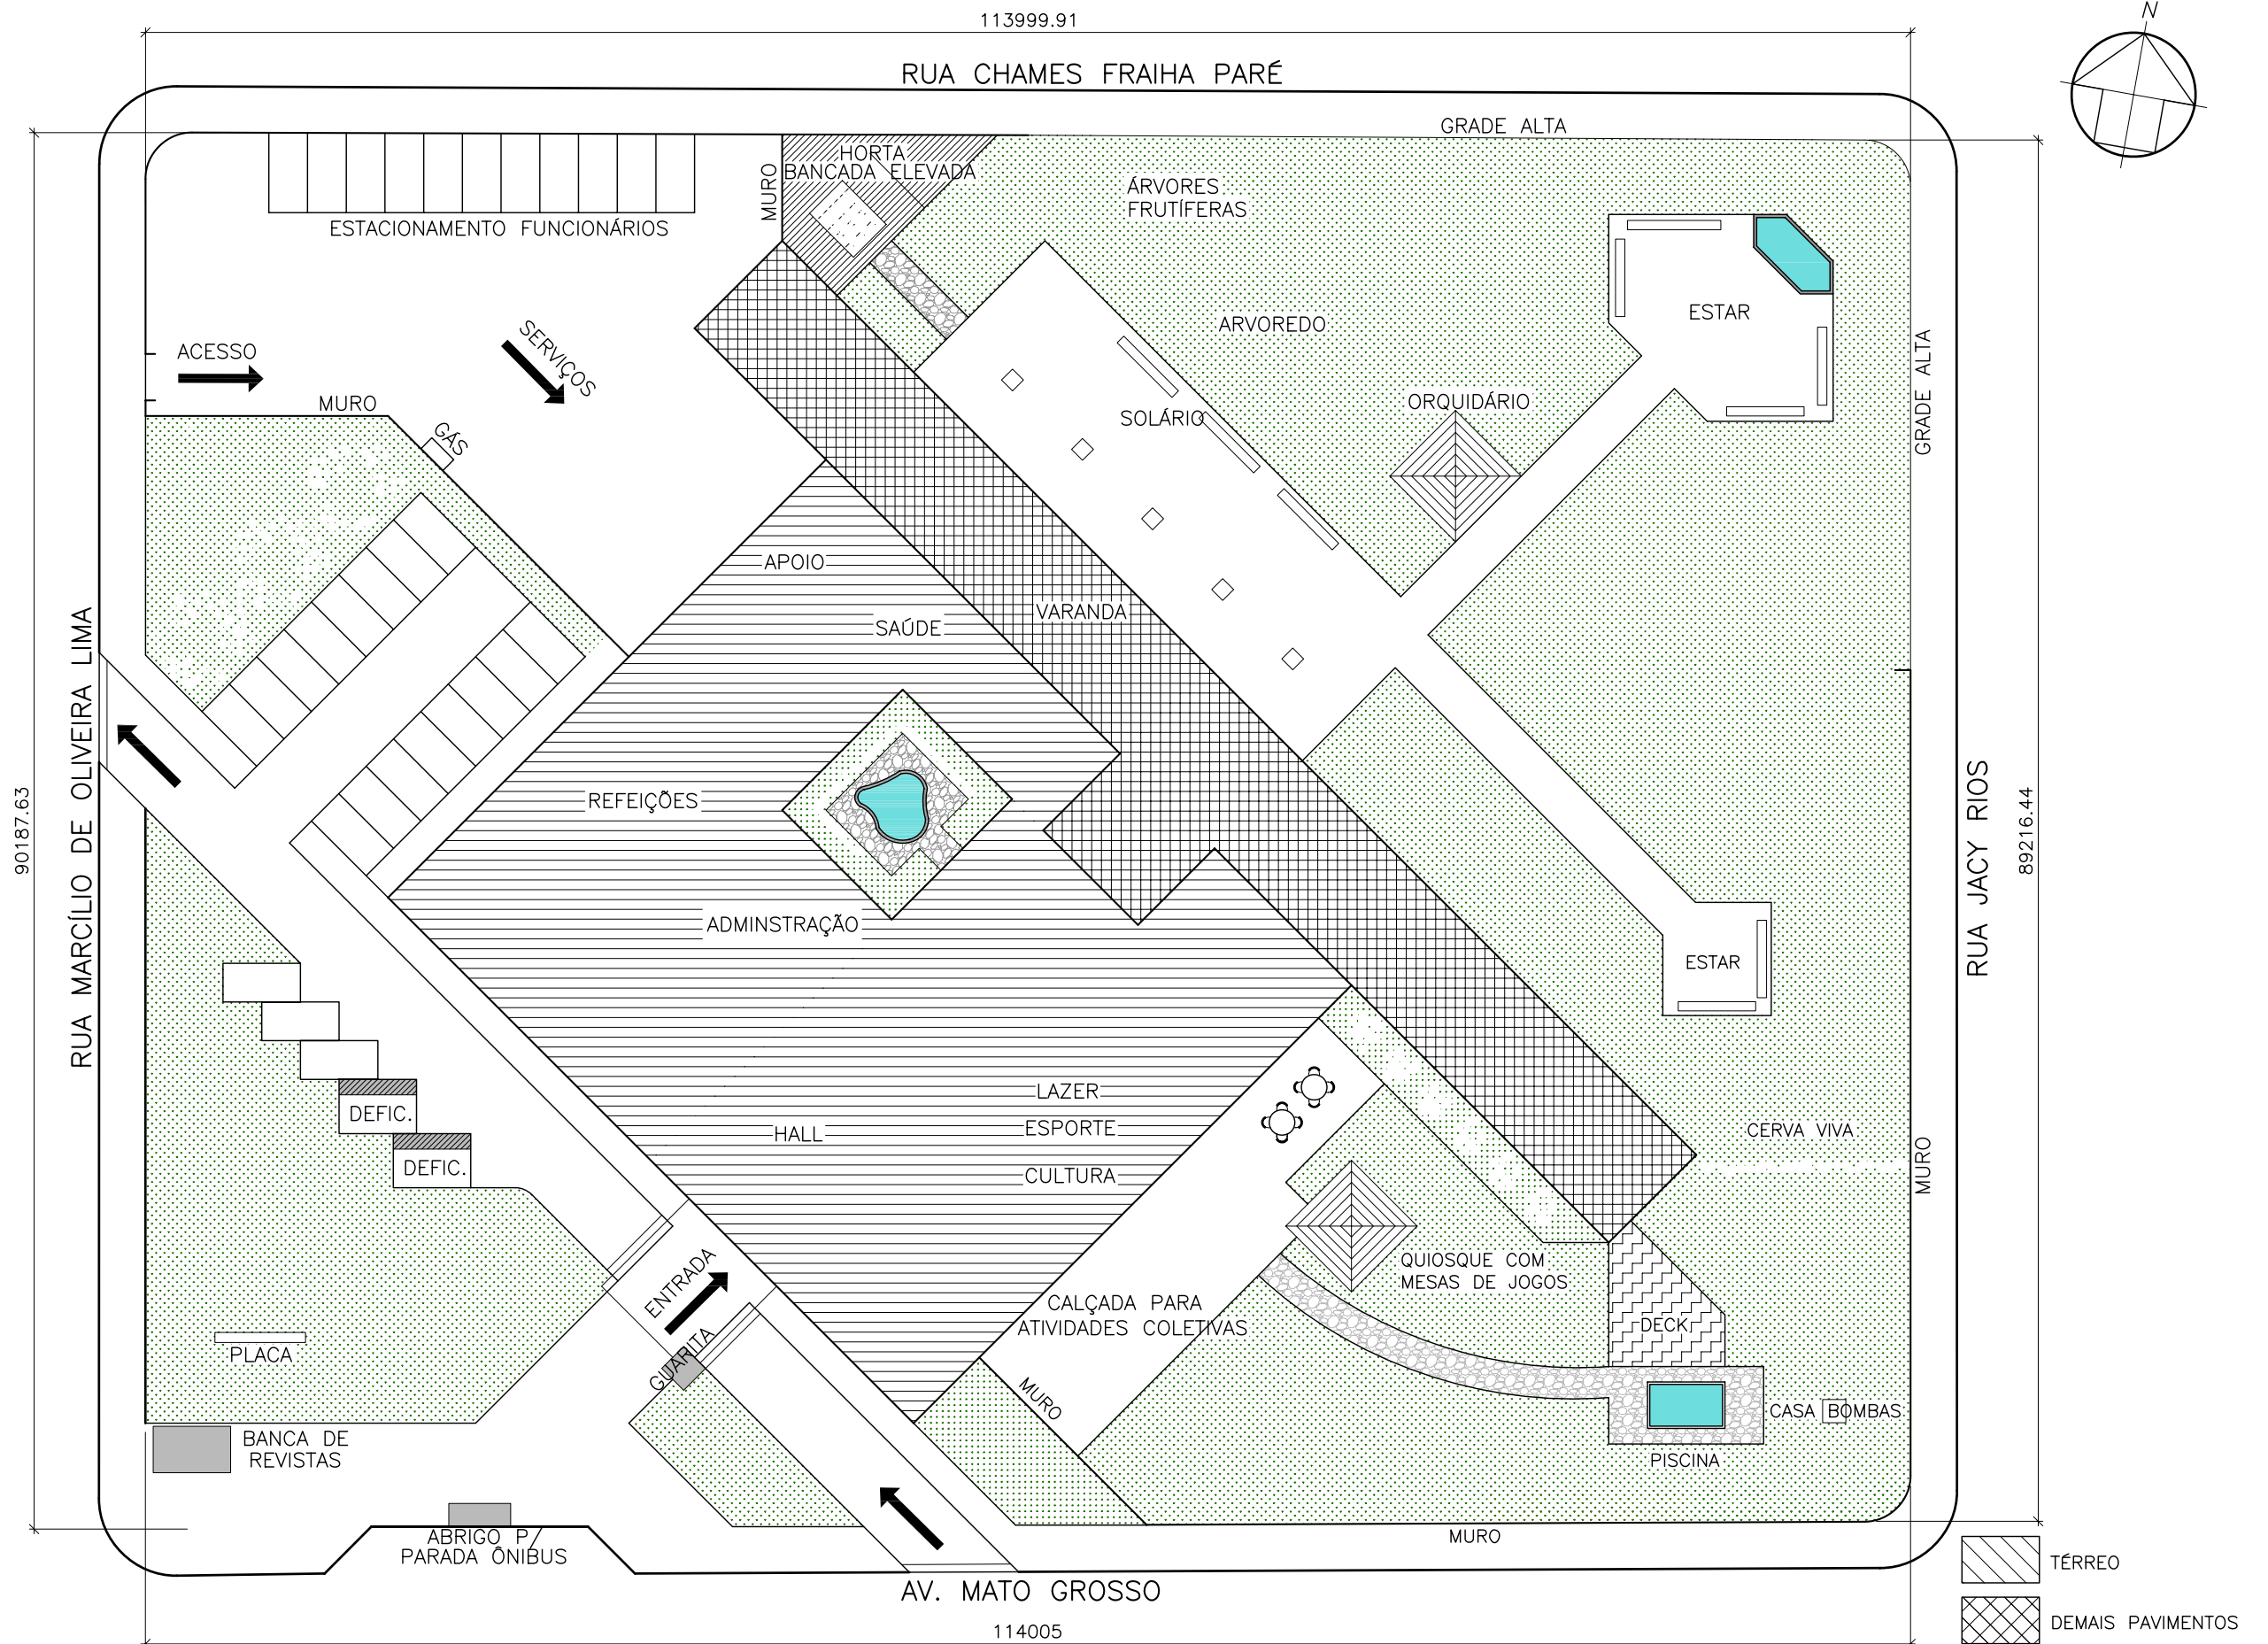 113999.91
N
RUA CHAMES FRAIHA PARÉ
GRADE ALTA
HORTA
BANCADA ELEVADA
MURO
ÁRVORES
FRUTÍFERAS
ESTACIONAMENTO FUNCIONÁRIOS
ESTAR
ARVOREDO
ACESSO
SERVIÇOS
GRADE ALTA
MURO
ORQUIDÁRIO
SOLÁRIO
GÁS
APOIO
VARANDA
SAÚDE
RUA MARCÍLIO DE OLIVEIRA LIMA
90187.63
REFEIÇÕES
RUA JACY RIOS
89216.44
ADMINSTRAÇÃO
ESTAR
LAZER
DEFIC.
HALL
ESPORTE
CERVA VIVA
MURO
DEFIC.
CULTURA
ENTRADA
QUIOSQUE COM
MESAS DE JOGOS
CALÇADA PARA
ATIVIDADES COLETIVAS
DECK
PLACA
GUARITA
MURO
CASA BOMBAS
BANCA DE
REVISTAS
PISCINA
ABRIGO P/
PARADA ÔNIBUS
MURO
TÉRREO
AV. MATO GROSSO
DEMAIS PAVIMENTOS
114005